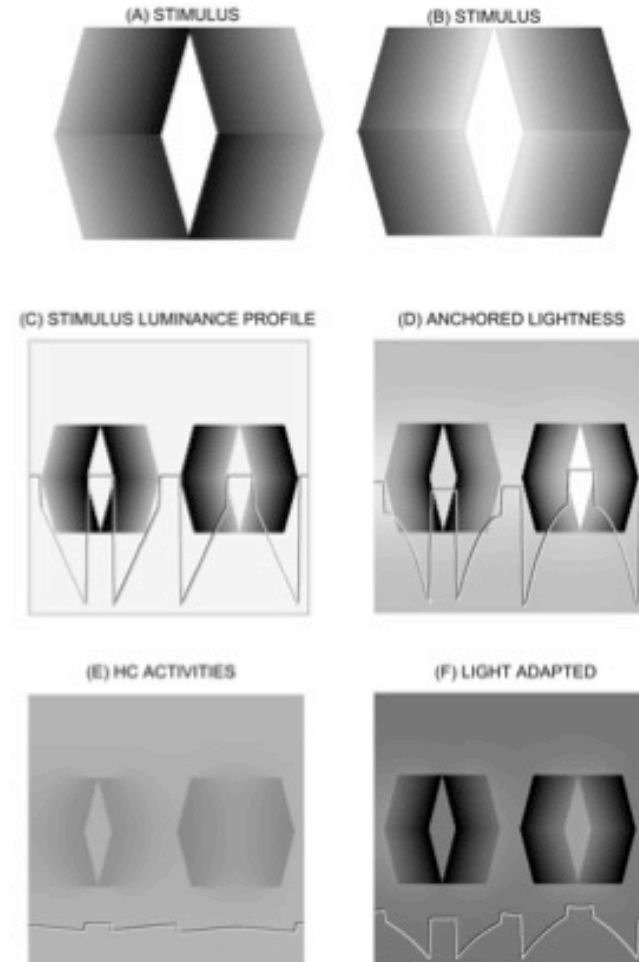 (A) STIMULUS
(B) STIMULUS
(C) STIMULUS LUMINANCE PROFILE
(D) ANCHORED LIGHTNESS
(E) HC ACTIVITIES
(F) LIGHT ADAPTED